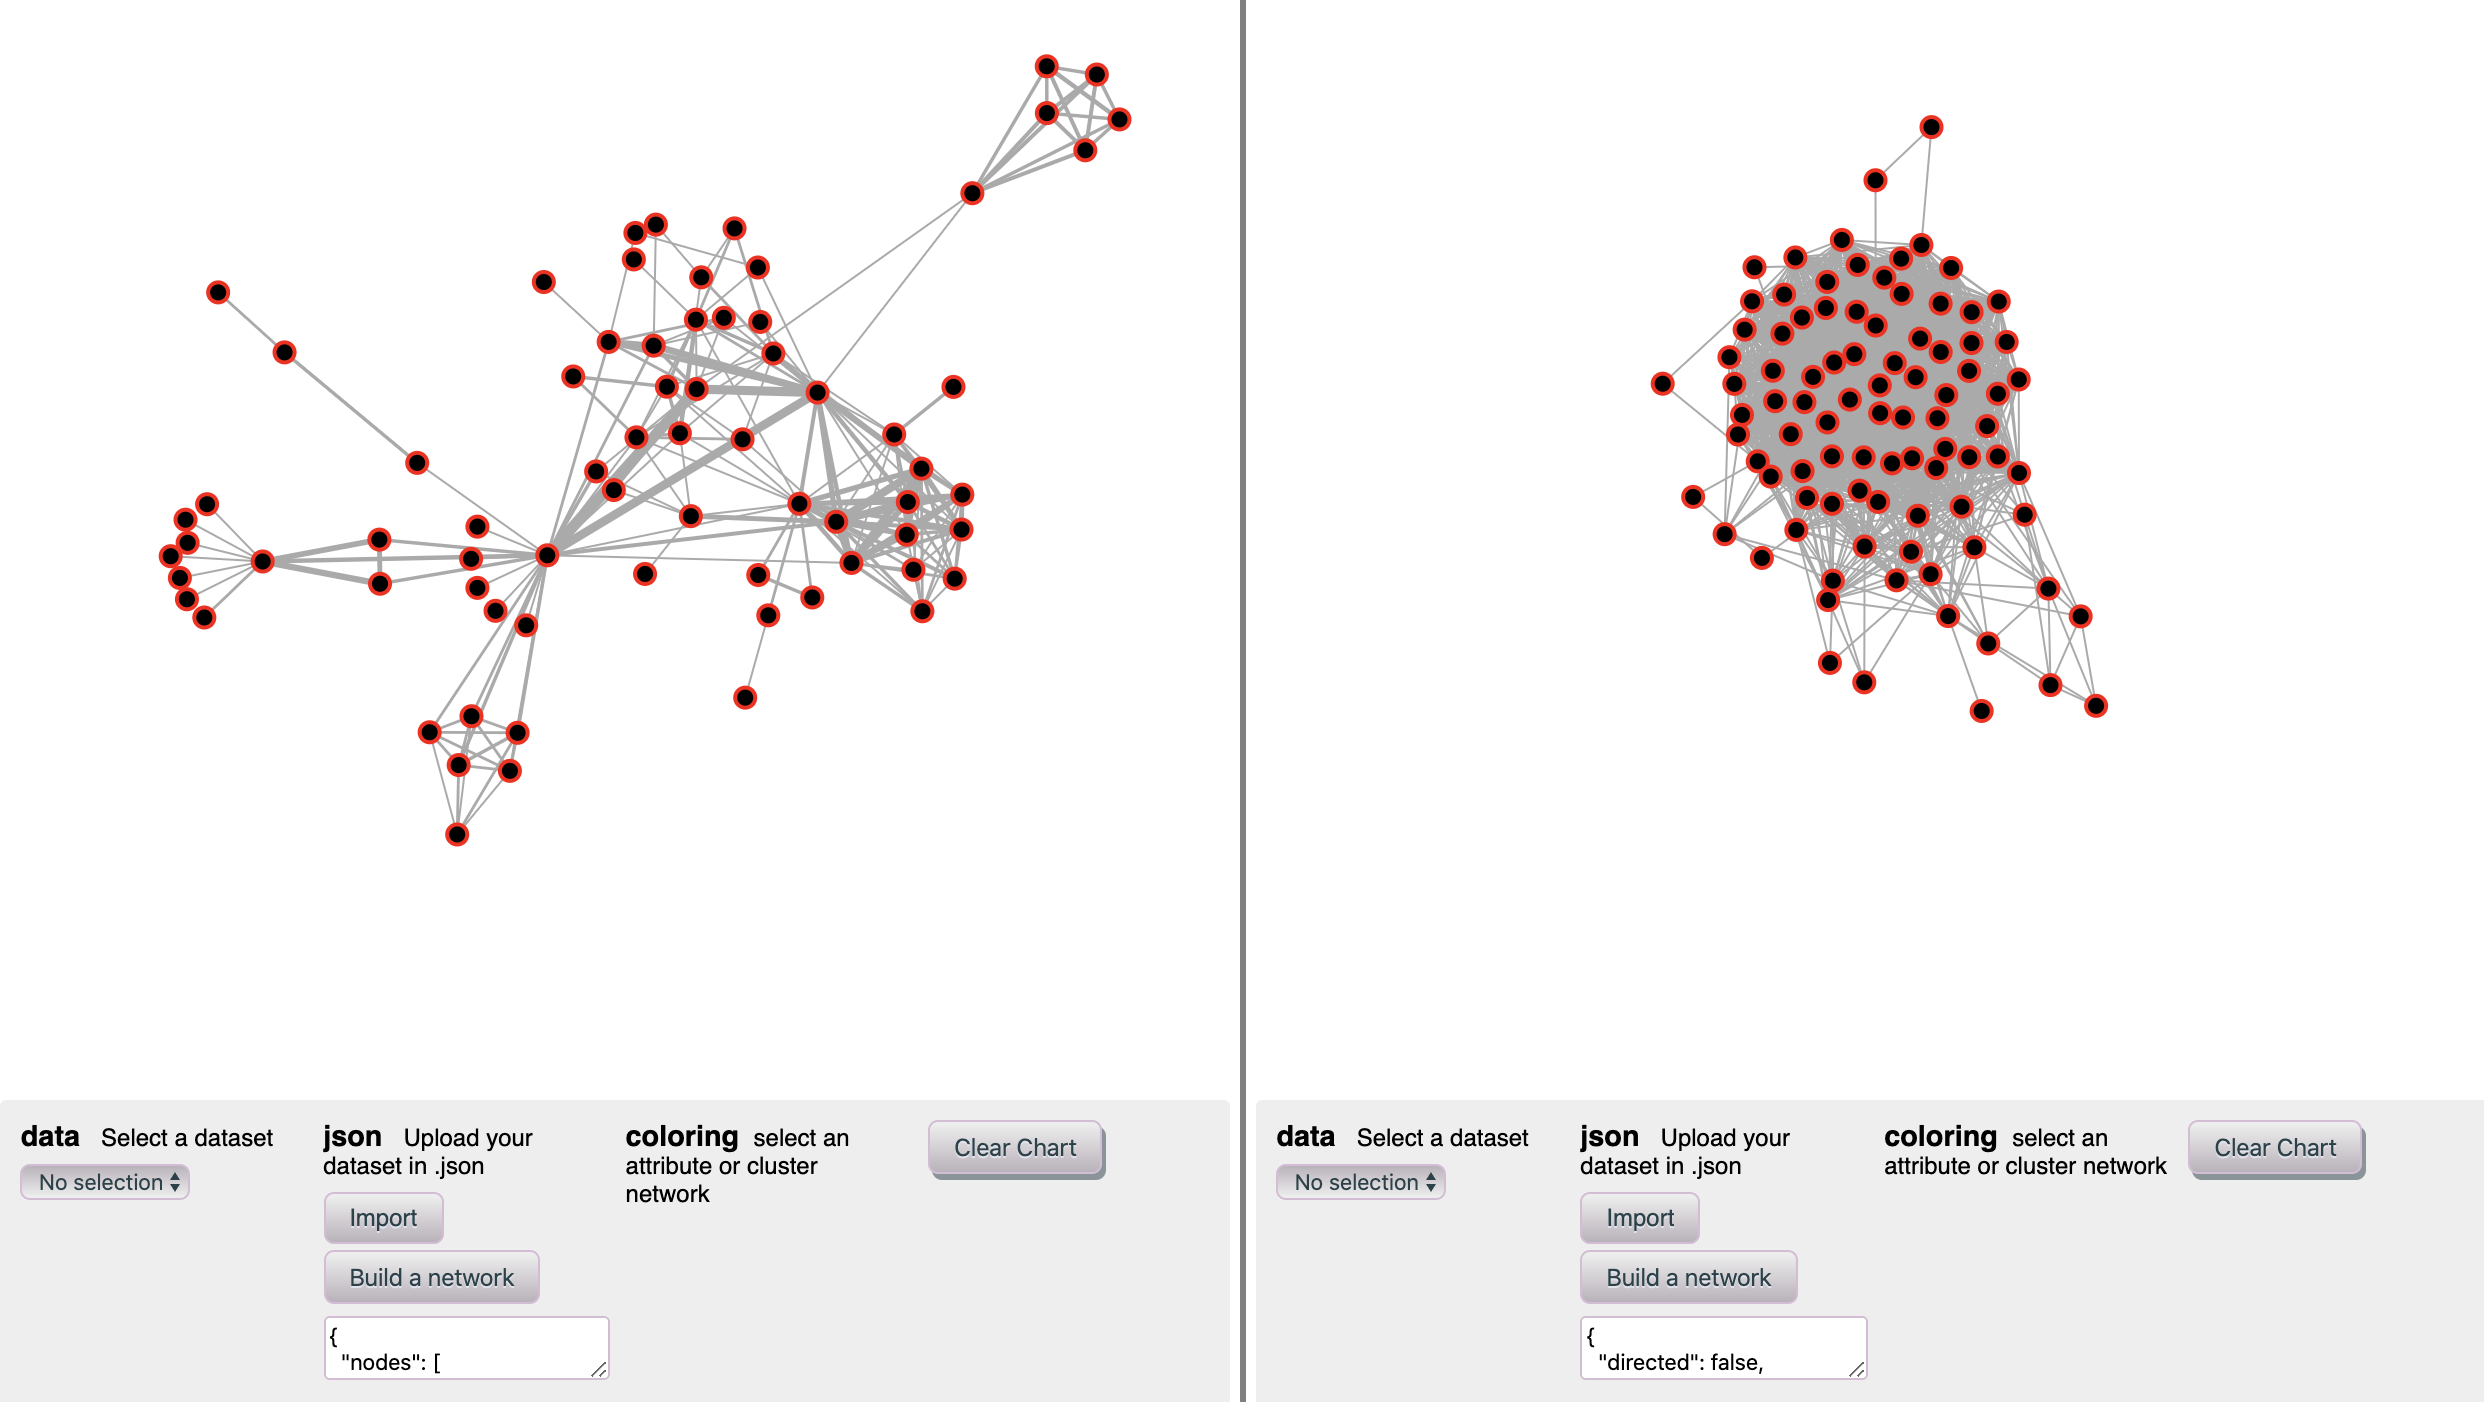 data Select a dataset
No selection
json Upload your
dataset in .json
Import
Build a network
{
"nodes": [
coloring select an
attribute or cluster
network
Clear Chart
data Select a dataset
No selection
json Upload your
dataset in .json
Import
Build a network
{
"directed": false,
coloring select an
attribute or cluster network
Clear Chart